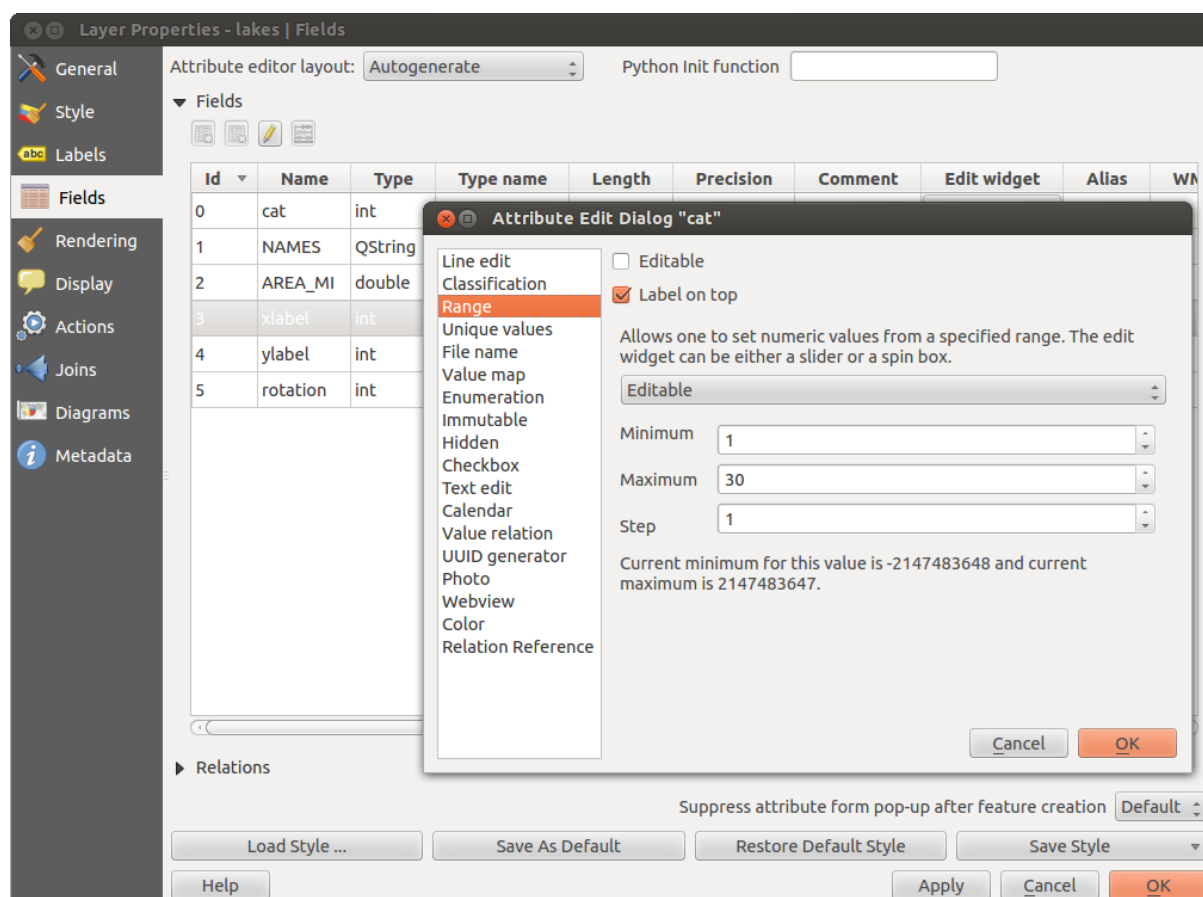 Layer Properties - lakes | Fields
General
Style
abc Labels
Fields
Rendering
Display
Actions
Joins
Diagrams
i Metadata
Attribute editor layout: Autogenerate Python Init function
Fields
Id Name Type Type name Length Precision Comment Edit widget Alias WM
0 cat int
1 NAMES QString
2 AREA_MI double
3 xlabel int
4 ylabel int
5 rotation int
Attribute Edit Dialog "cat"
Line edit
Classification
Range
Unique values
File name
Value map
Enumeration
Immutable
Hidden
Checkbox
Text edit
Calendar
Value relation
UUID generator
Photo
Webview
Color
Relation Reference
Editable
Label on top
Allows one to set numeric values from a specified range. The edit
widget can be either a slider or a spin box.
Editable
Minimum 1
Maximum 30
Step 1
Current minimum for this value is -2147483648 and current
maximum is 2147483647.
Cancel OK
Relations
Suppress attribute form pop-up after feature creation Default
Load Style ... Save As Default Restore Default Style Save Style
Help Apply Cancel OK